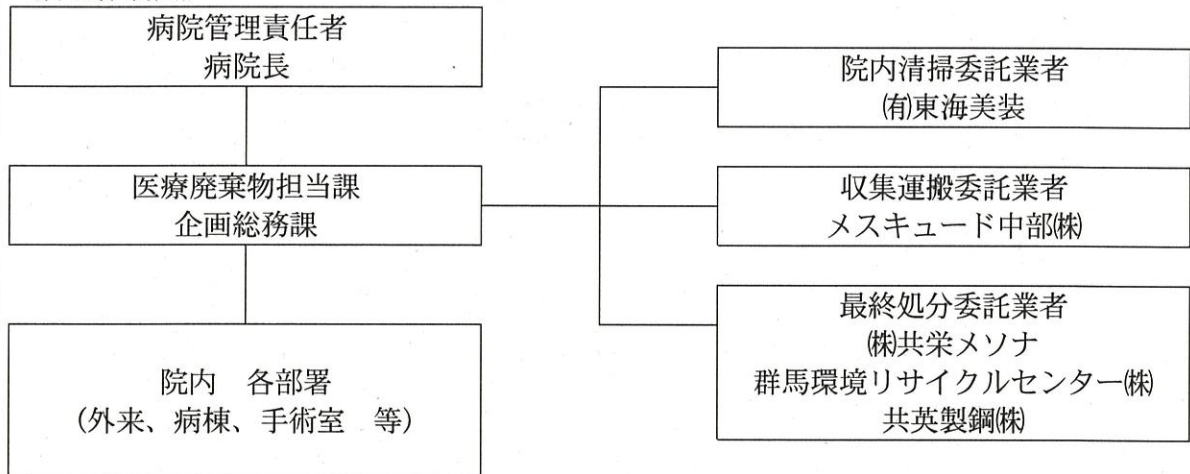 病院管理責任者
病院長
医療廃棄物担当課
企画総務課
院内　各部署
(外来、病棟、手術室　等)
院内清掃委託業者
㈲東海美装
収集運搬委託業者
メスキュード中部㈱
最終処分委託業者
㈱共栄メソナ
群馬環境リサイクルセンター㈱
共英製鋼㈱